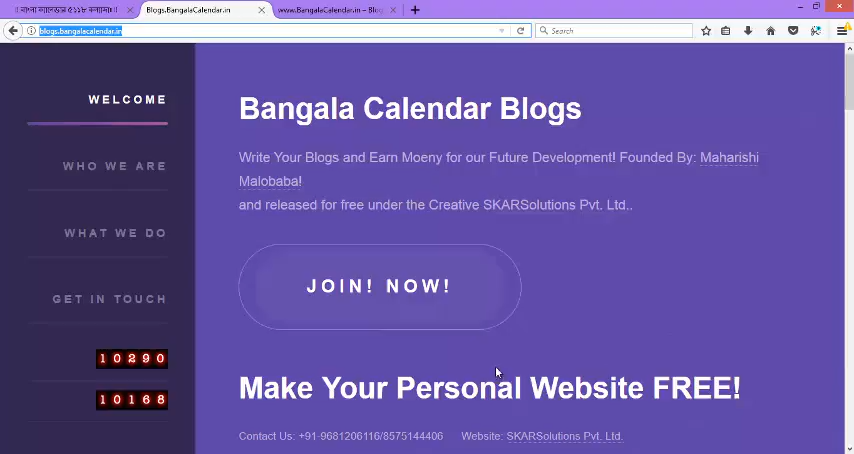 ॥ বাংলা ক্যালেন্ডার ৫১১৮ কল্যাব্দ॥
Blogs.BangalaCalendar.in
www.BangalaCalendar.in – Blog
blogs.bangalacalendar.in
Search
WELCOME
WHO WE ARE
WHAT WE DO
GET IN TOUCH
10290
10168
Bangala Calendar Blogs
Write Your Blogs and Earn Moeny for our Future Development! Founded By: Maharishi
Malobaba!
and released for free under the Creative SKARSolutions Pvt. Ltd..
JOIN! NOW!
Make Your Personal Website FREE!
Contact Us: +91-9681206116/8575144406 Website: SKARSolutions Pvt. Ltd.